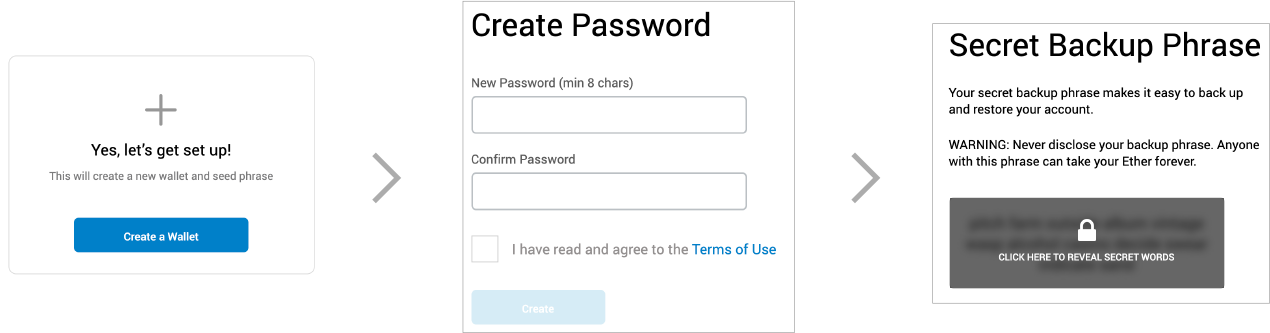 Yes, let's get set up!
This will create a new wallet and seed phrase
Create a Wallet
Create Password
New Password (min 8 chars)
Confirm Password
I have read and agree to the Terms of Use
Create
Secret Backup Phrase
Your secret backup phrase makes it easy to back up
and restore your account.
WARNING: Never disclose your backup phrase. Anyone
with this phrase can take your Ether forever.
CLICK HERE TO REVEAL SECRET WORDS